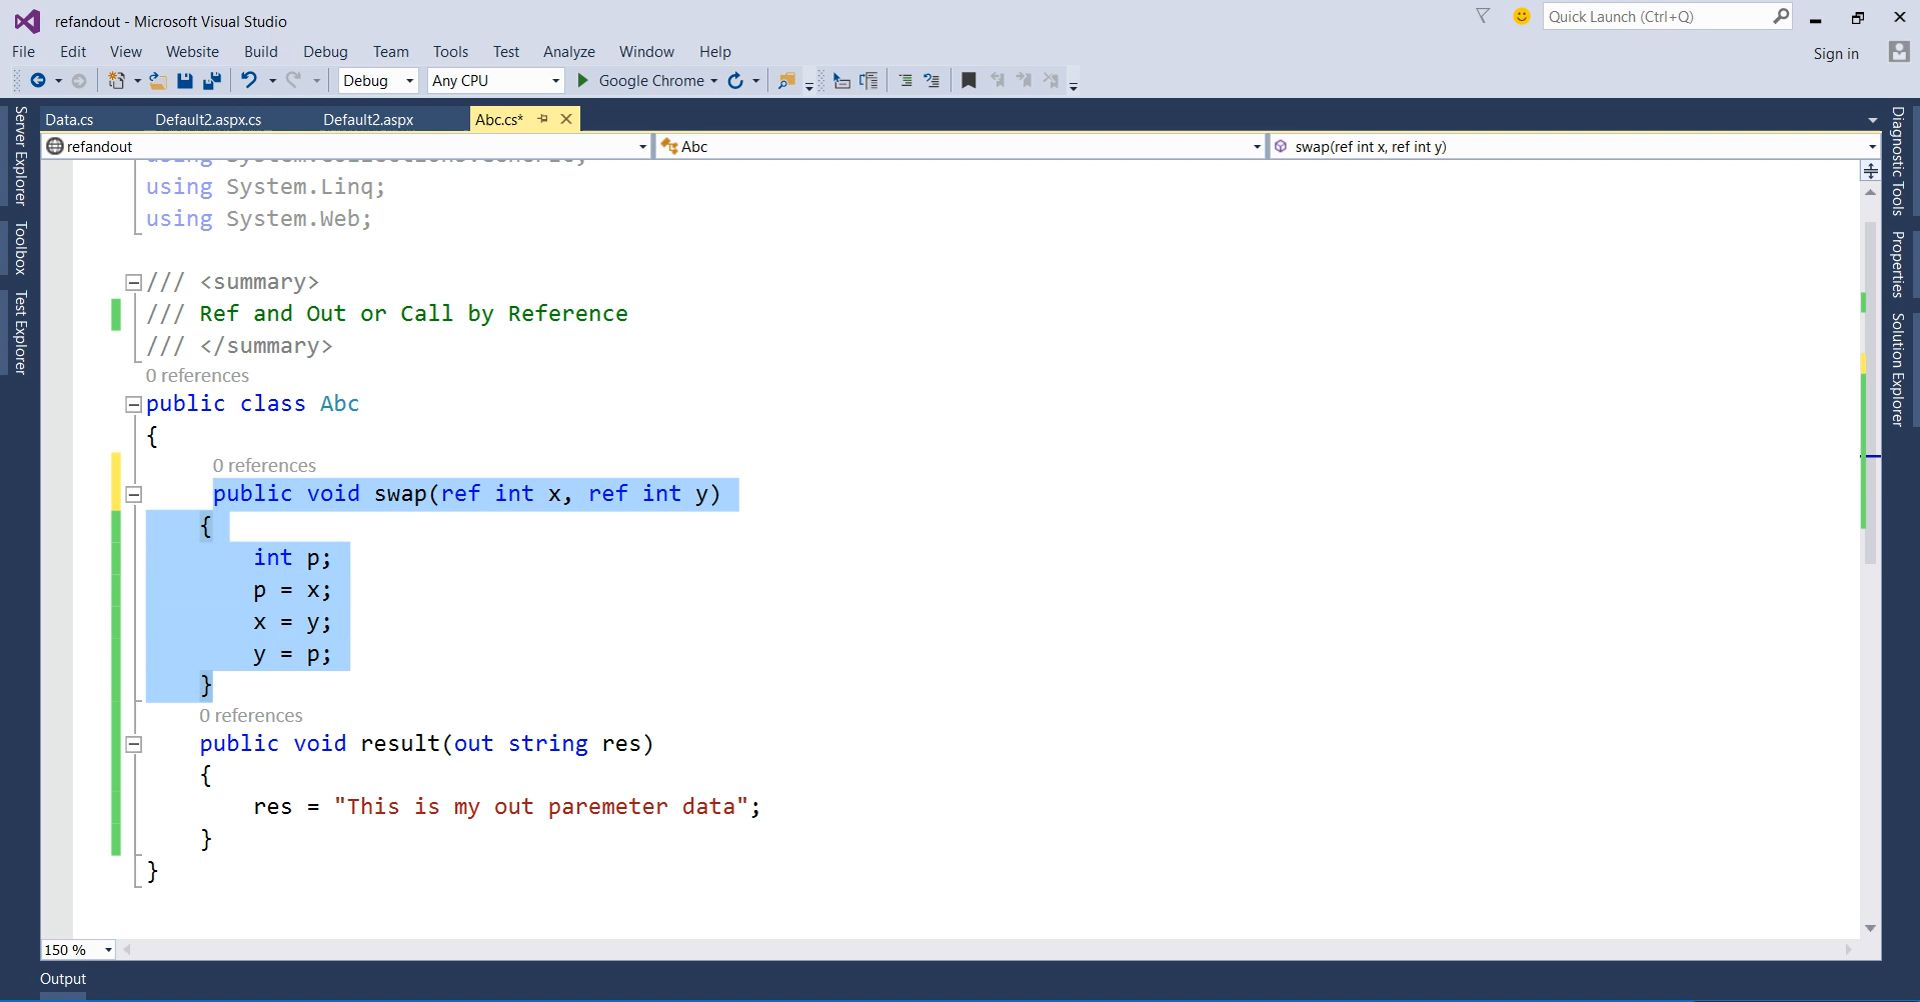 refandout - Microsoft Visual Studio
Quick Launch (Ctrl+Q)
File Edit View Website Build Debug Team Tools Test Analyze Window Help
Sign in
Debug Any CPU Google Chrome
Data.cs Default2.aspx.cs Default2.aspx Abc.cs*
refandout Abc swap(ref int x, ref int y)
Server Explorer
Toolbox
Test Explorer
Diagnostic Tools
Properties
Solution Explorer
using System.Collections.Generic;
using System.Linq;
using System.Web;
/// <summary>
/// Ref and Out or Call by Reference
/// </summary>
0 references
public class Abc
{
0 references
public void swap(ref int x, ref int y)
{
int p;
p = x;
x = y;
y = p;
}
0 references
public void result(out string res)
{
res = "This is my out paremeter data";
}
}
150 %
Output